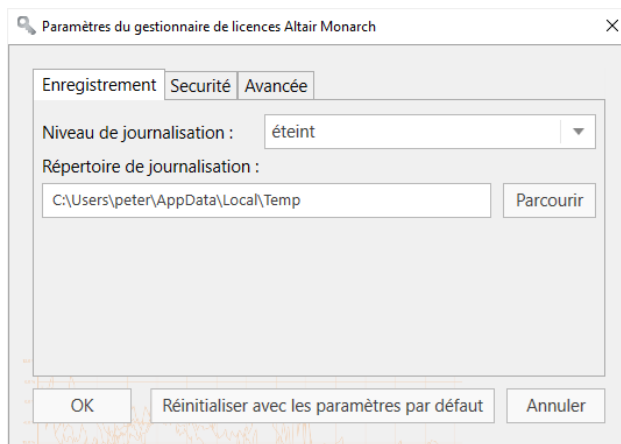 Paramètres du gestionnaire de licences Altair Monarch
Enregistrement Securité Avancée
Niveau de journalisation : éteint
Répertoire de journalisation :
C:\Users\peter\AppData\Local\Temp Parcourir
OK Réinitialiser avec les paramètres par défaut Annuler